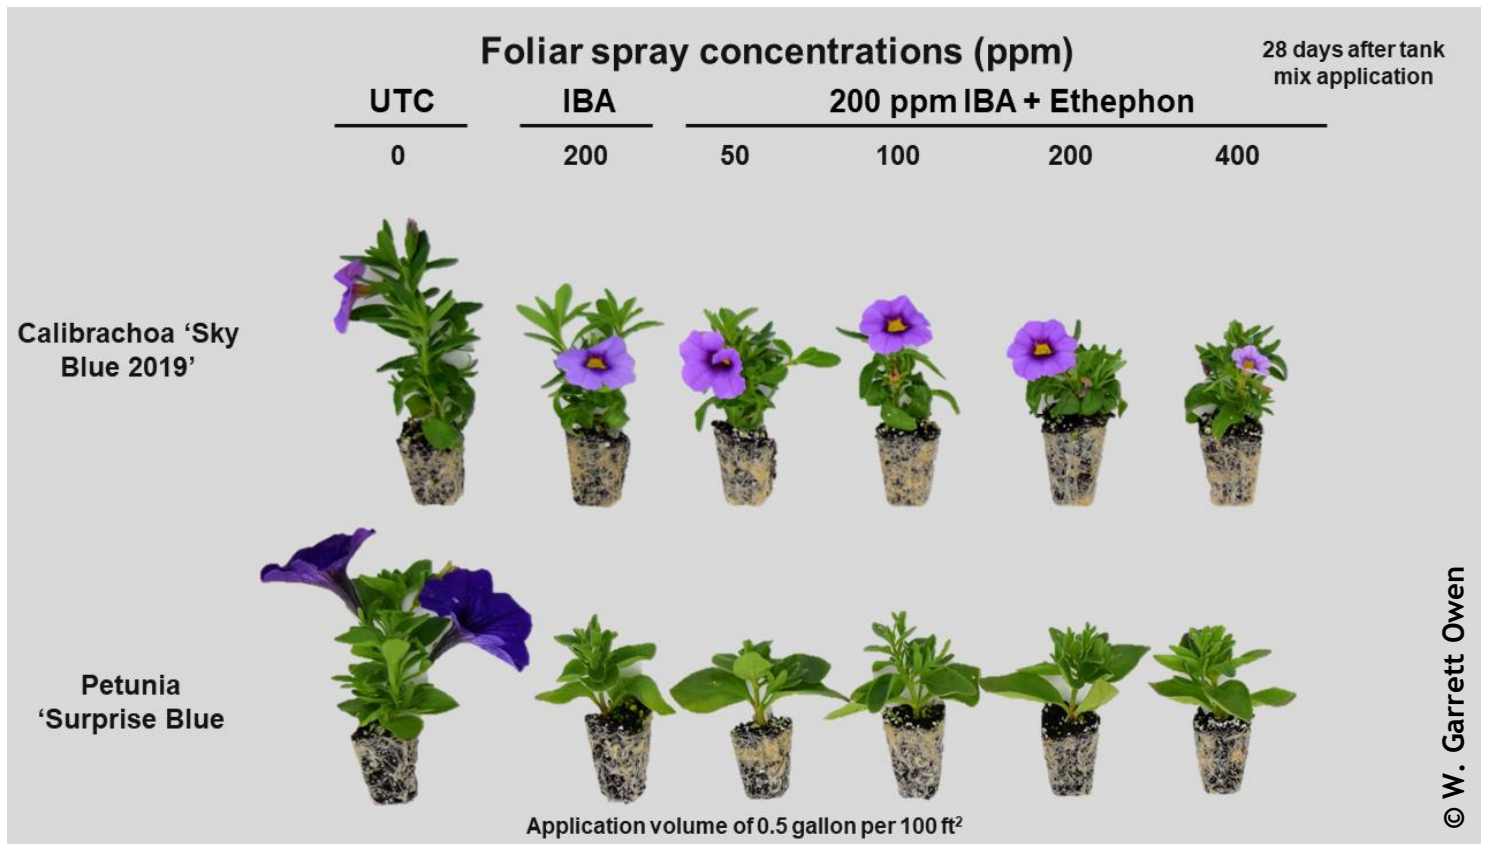 Foliar spray concentrations (ppm)
28 days after tank
mix application
UTC
IBA
200 ppm IBA + Ethephon
0
200
50
100
200
400
Calibrachoa ‘Sky
Blue 2019’
Petunia
‘Surprise Blue
Application volume of 0.5 gallon per 100 ft²
© W. Garrett Owen